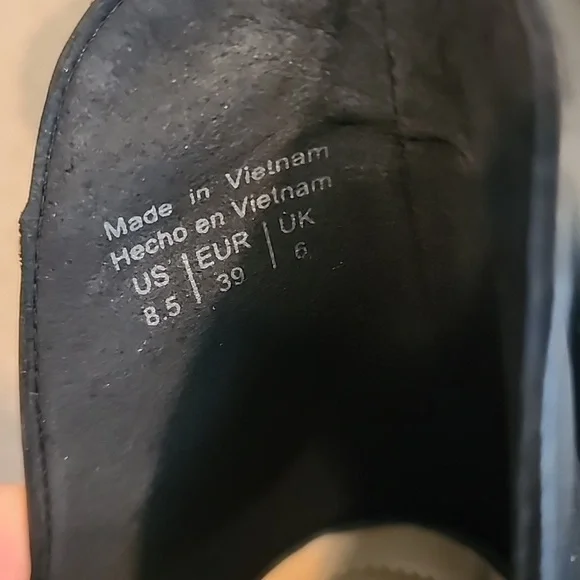 Made in Vietnam
Hecho en Vietnam
US | EUR | UK
8.5 | 39 | 6